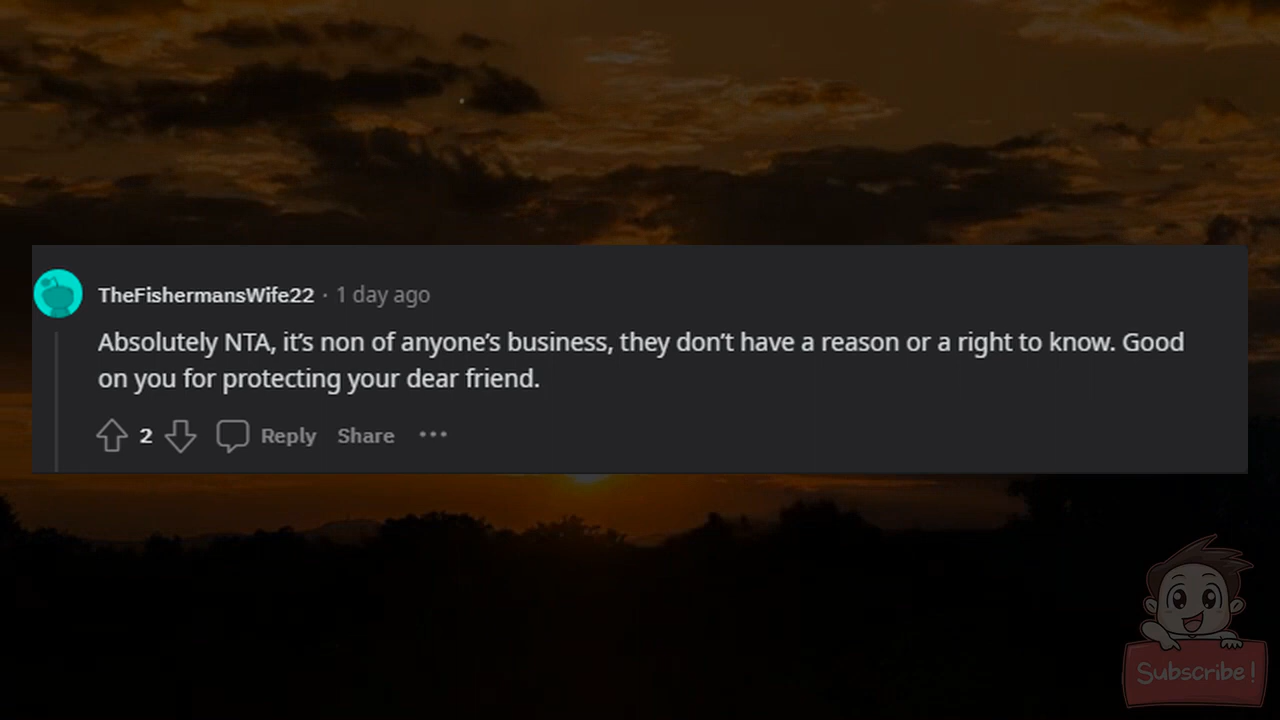 TheFishermansWife22 · 1 day ago
Absolutely NTA, it’s non of anyone’s business, they don’t have a reason or a right to know. Good
on you for protecting your dear friend.
2 Reply Share ···
Subscribe!